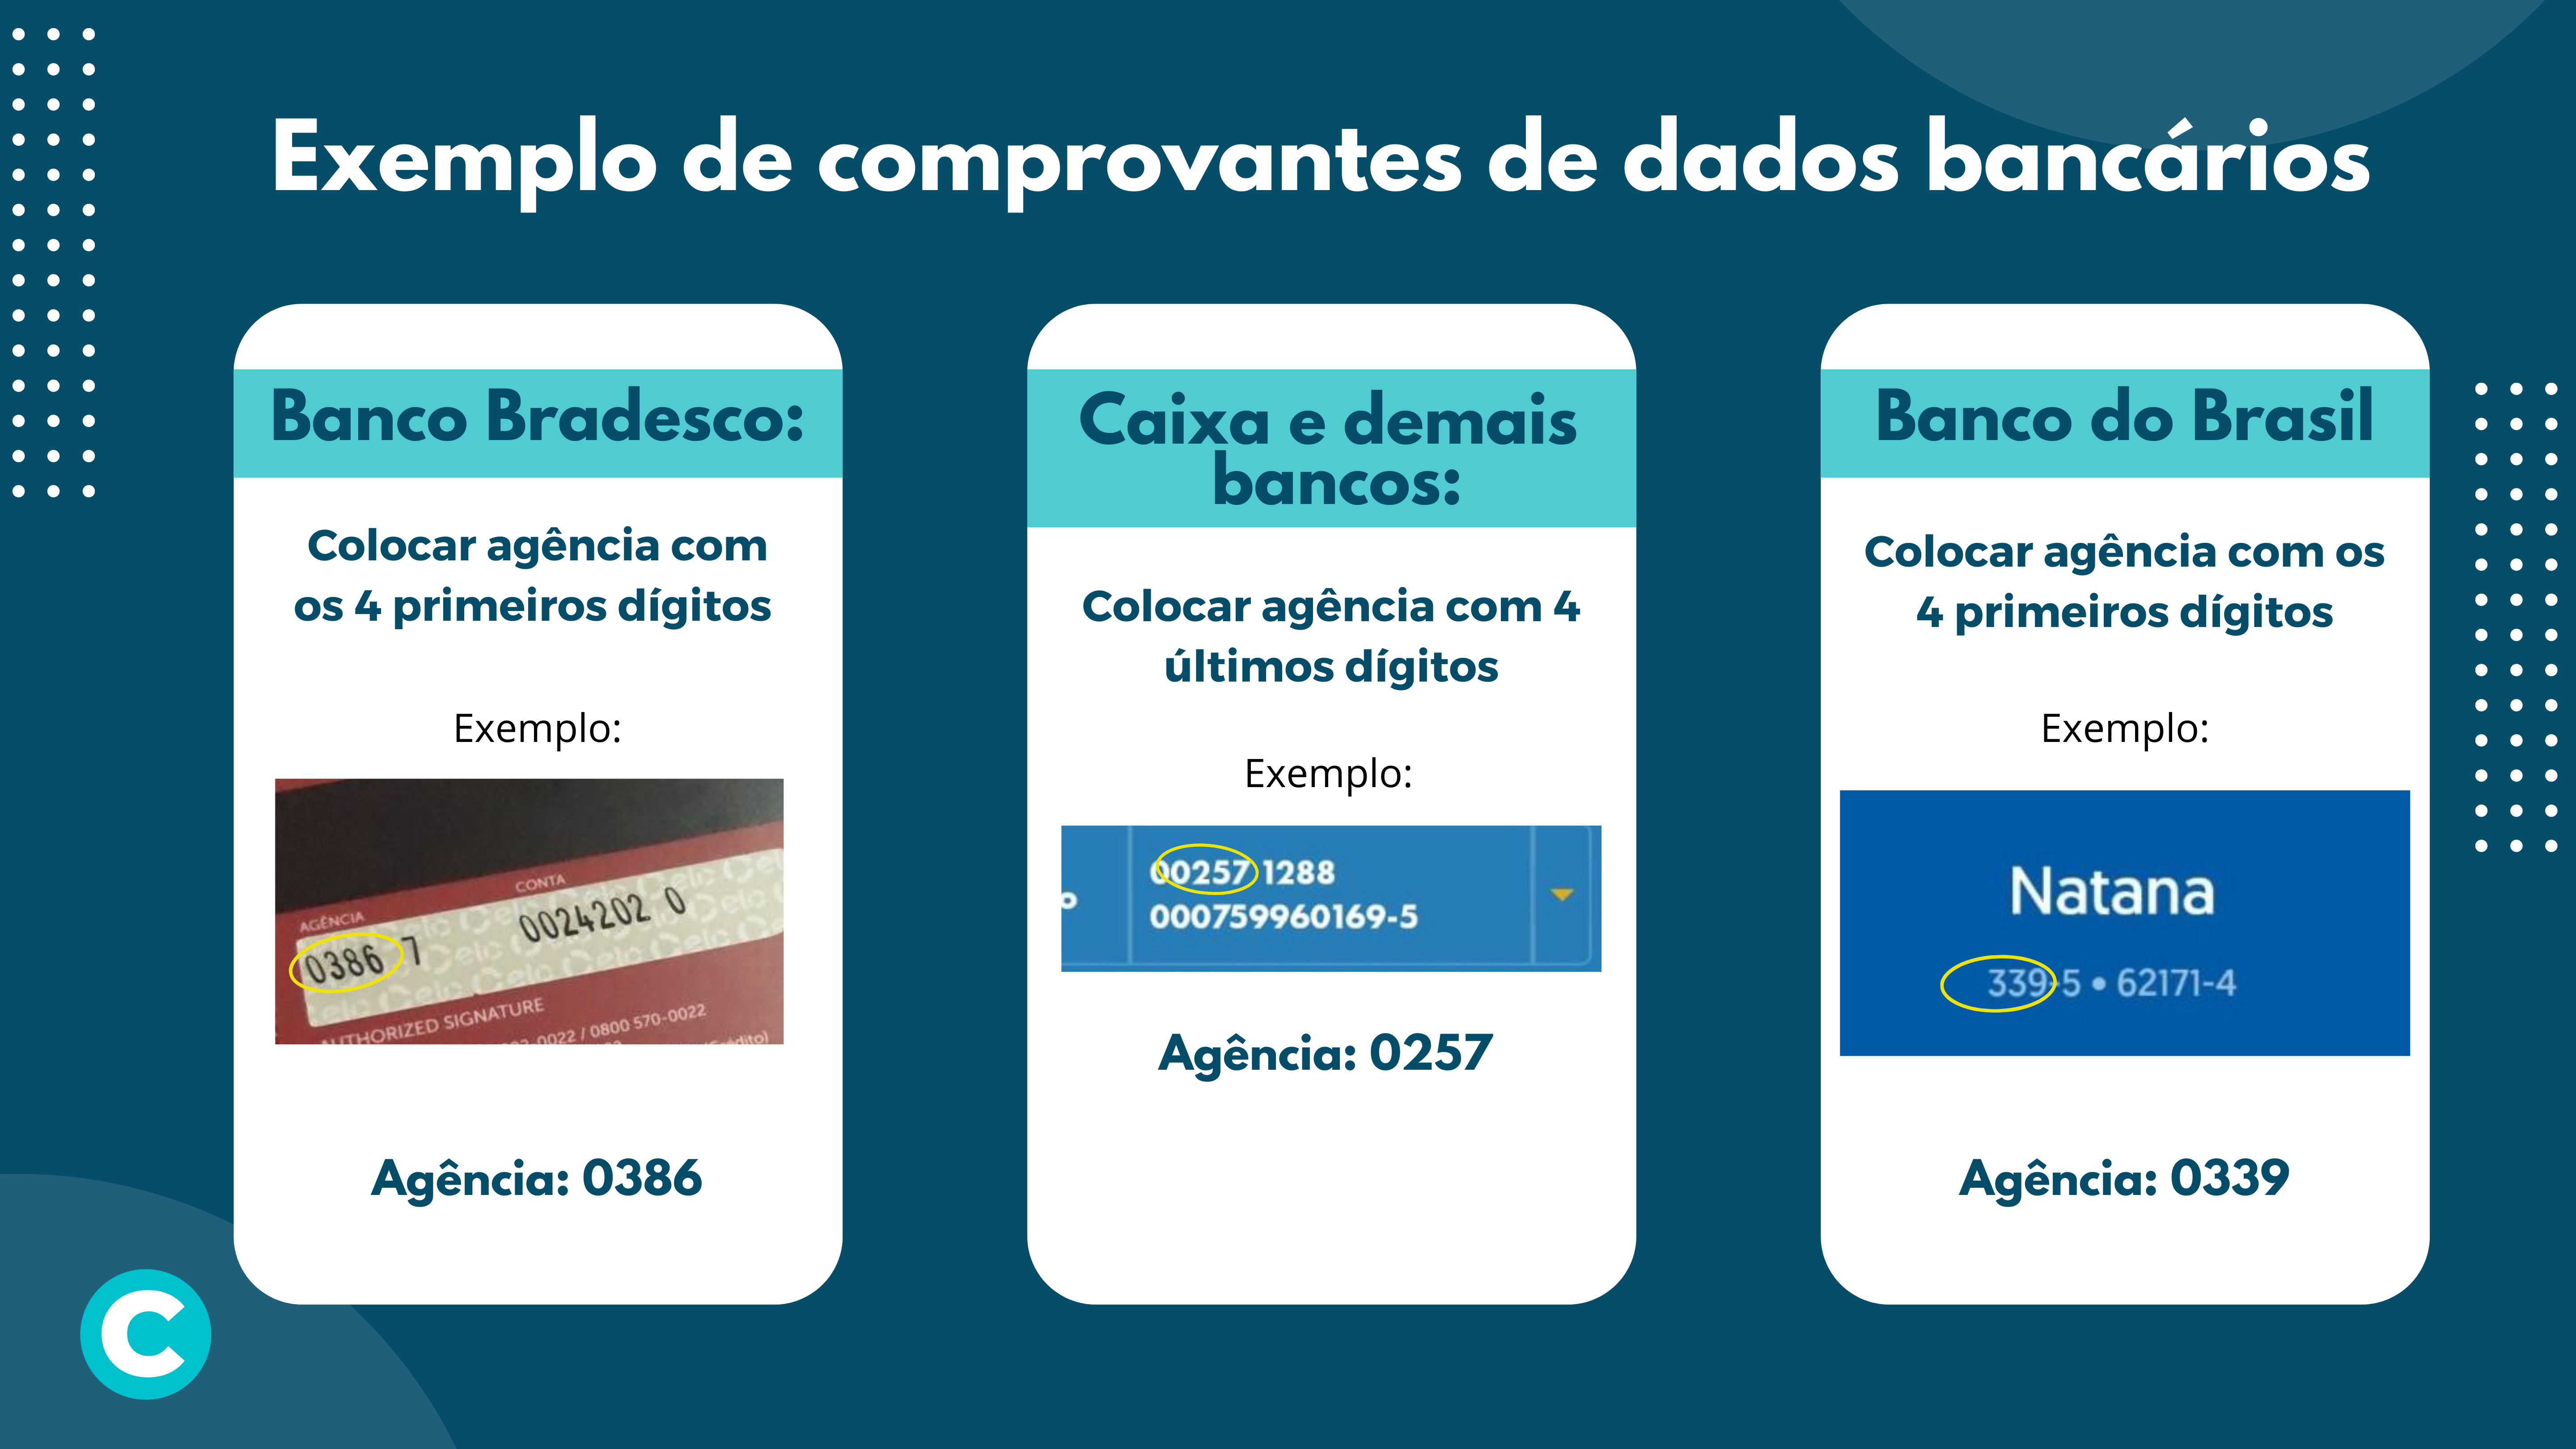 Exemplo de comprovantes de dados bancários
Banco Bradesco:
Colocar agência com
os 4 primeiros dígitos
Exemplo:
AGÊNCIA
CONTA
0386 7
0024202 0
AUTHORIZED SIGNATURE
-0022 / 0800 570-0022
Agência: 0386
Caixa e demais
bancos:
Colocar agência com 4
últimos dígitos
Exemplo:
00257 1288
000759960169-5
Agência: 0257
Banco do Brasil
Colocar agência com os
4 primeiros dígitos
Exemplo:
Natana
339-5 • 62171-4
Agência: 0339
C